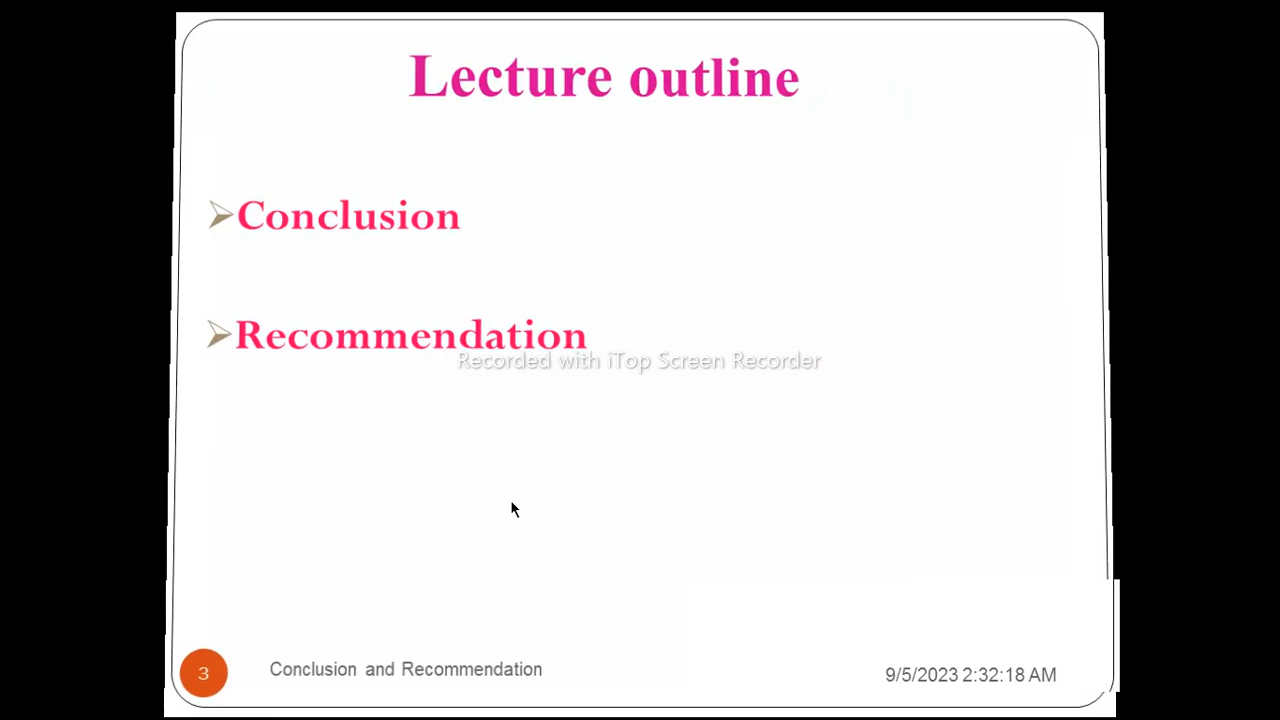 Lecture outline
Conclusion
Recommendation
Recorded with iTop Screen Recorder
3
Conclusion and Recommendation
9/5/2023 2:32:18 AM